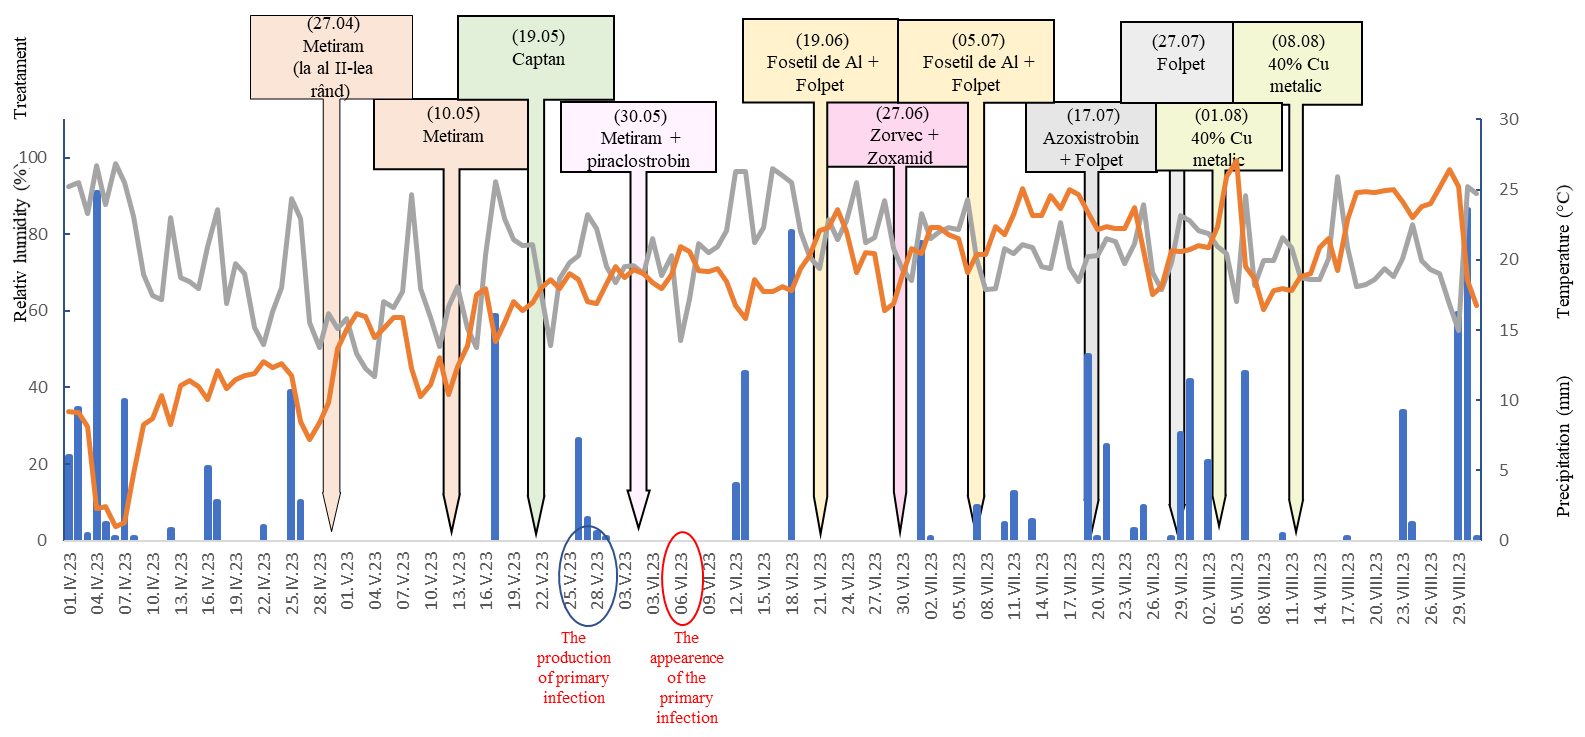 Treatament
(27.04)
Metiram
(la al II-lea
rând)
(10.05)
Metiram
(19.05)
Captan
(30.05)
Metiram +
piraclostrobin
(19.06)
Fosetil de Al +
Folpet
(27.06)
Zorvec +
Zoxamid
(05.07)
Fosetil de Al +
Folpet
(17.07)
Azoxistrobin
+ Folpet
(27.07)
Folpet
(01.08)
40% Cu
metalic
(08.08)
40% Cu
metalic
Relativ humidity (%)
100
80
60
40
20
0
30
25
20
15
10
5
0
Temperature (°C)
Precipitation (mm)
01.IV.23
04.IV.23
07.IV.23
10.IV.23
13.IV.23
16.IV.23
19.IV.23
22.IV.23
25.IV.23
28.IV.23
01.V.23
04.V.23
07.V.23
10.V.23
13.V.23
16.V.23
19.V.23
22.V.23
25.V.23
28.V.23
03.V.23
03.VI.23
06.VI.23
09.VI.23
12.VI.23
15.VI.23
18.VI.23
21.VI.23
24.VI.23
27.VI.23
30.VI.23
02.VII.23
05.VII.23
08.VII.23
11.VII.23
14.VII.23
17.VII.23
20.VII.23
23.VII.23
26.VII.23
29.VII.23
02.VIII.23
05.VIII.23
08.VIII.23
11.VIII.23
14.VIII.23
17.VIII.23
20.VIII.23
23.VIII.23
26.VIII.23
29.VIII.23
The
production
of primary
infection
The
appearence
of the
primary
infection